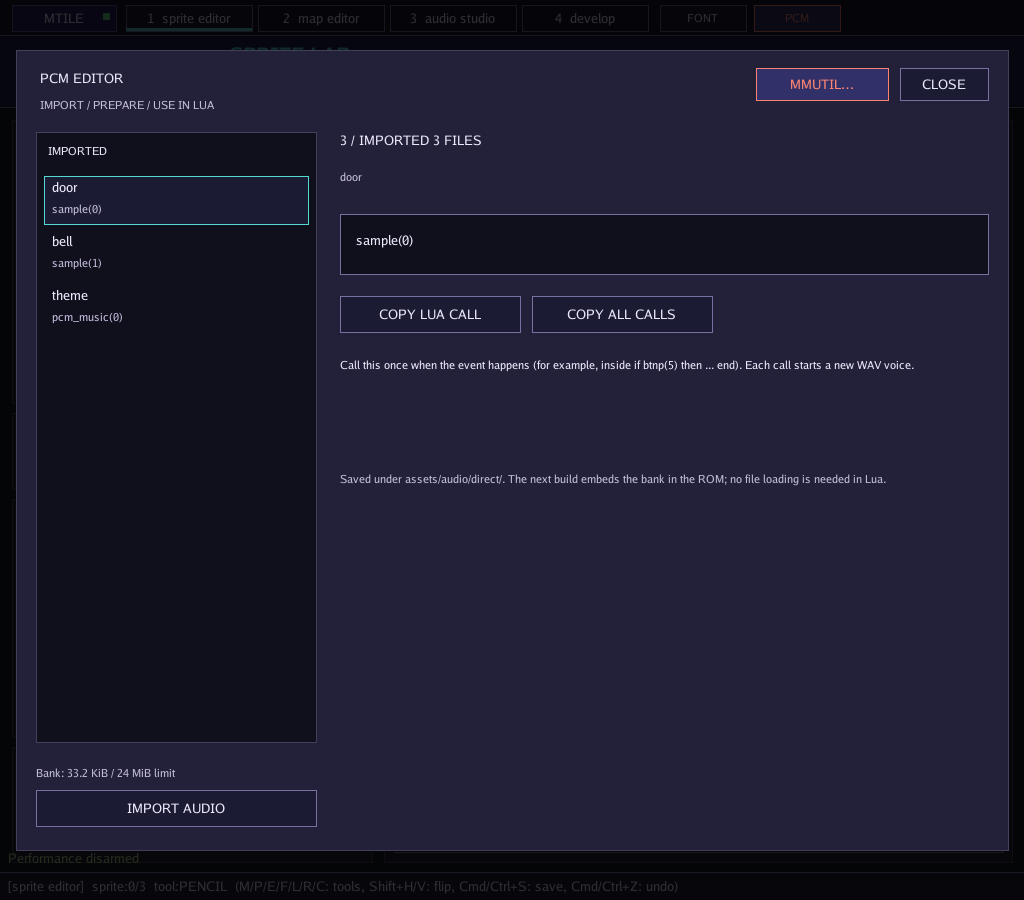 MTILE
1 sprite editor
2 map editor
3 audio studio
4 develop
FONT
PCM
SPRITE LAB
PCM EDITOR
MMUTIL...
CLOSE
IMPORT / PREPARE / USE IN LUA
IMPORTED
door
sample(0)
bell
sample(1)
theme
pcm_music(0)
3 / IMPORTED 3 FILES
door
sample(0)
COPY LUA CALL
COPY ALL CALLS
Call this once when the event happens (for example, inside if btnp(5) then ... end). Each call starts a new WAV voice.
Saved under assets/audio/direct/. The next build embeds the bank in the ROM; no file loading is needed in Lua.
Bank: 33.2 KiB / 24 MiB limit
IMPORT AUDIO
Performance disarmed
[sprite editor] sprite:0/3 tool:PENCIL (M/P/E/F/L/R/C: tools, Shift+H/V: flip, Cmd/Ctrl+S: save, Cmd/Ctrl+Z: undo)